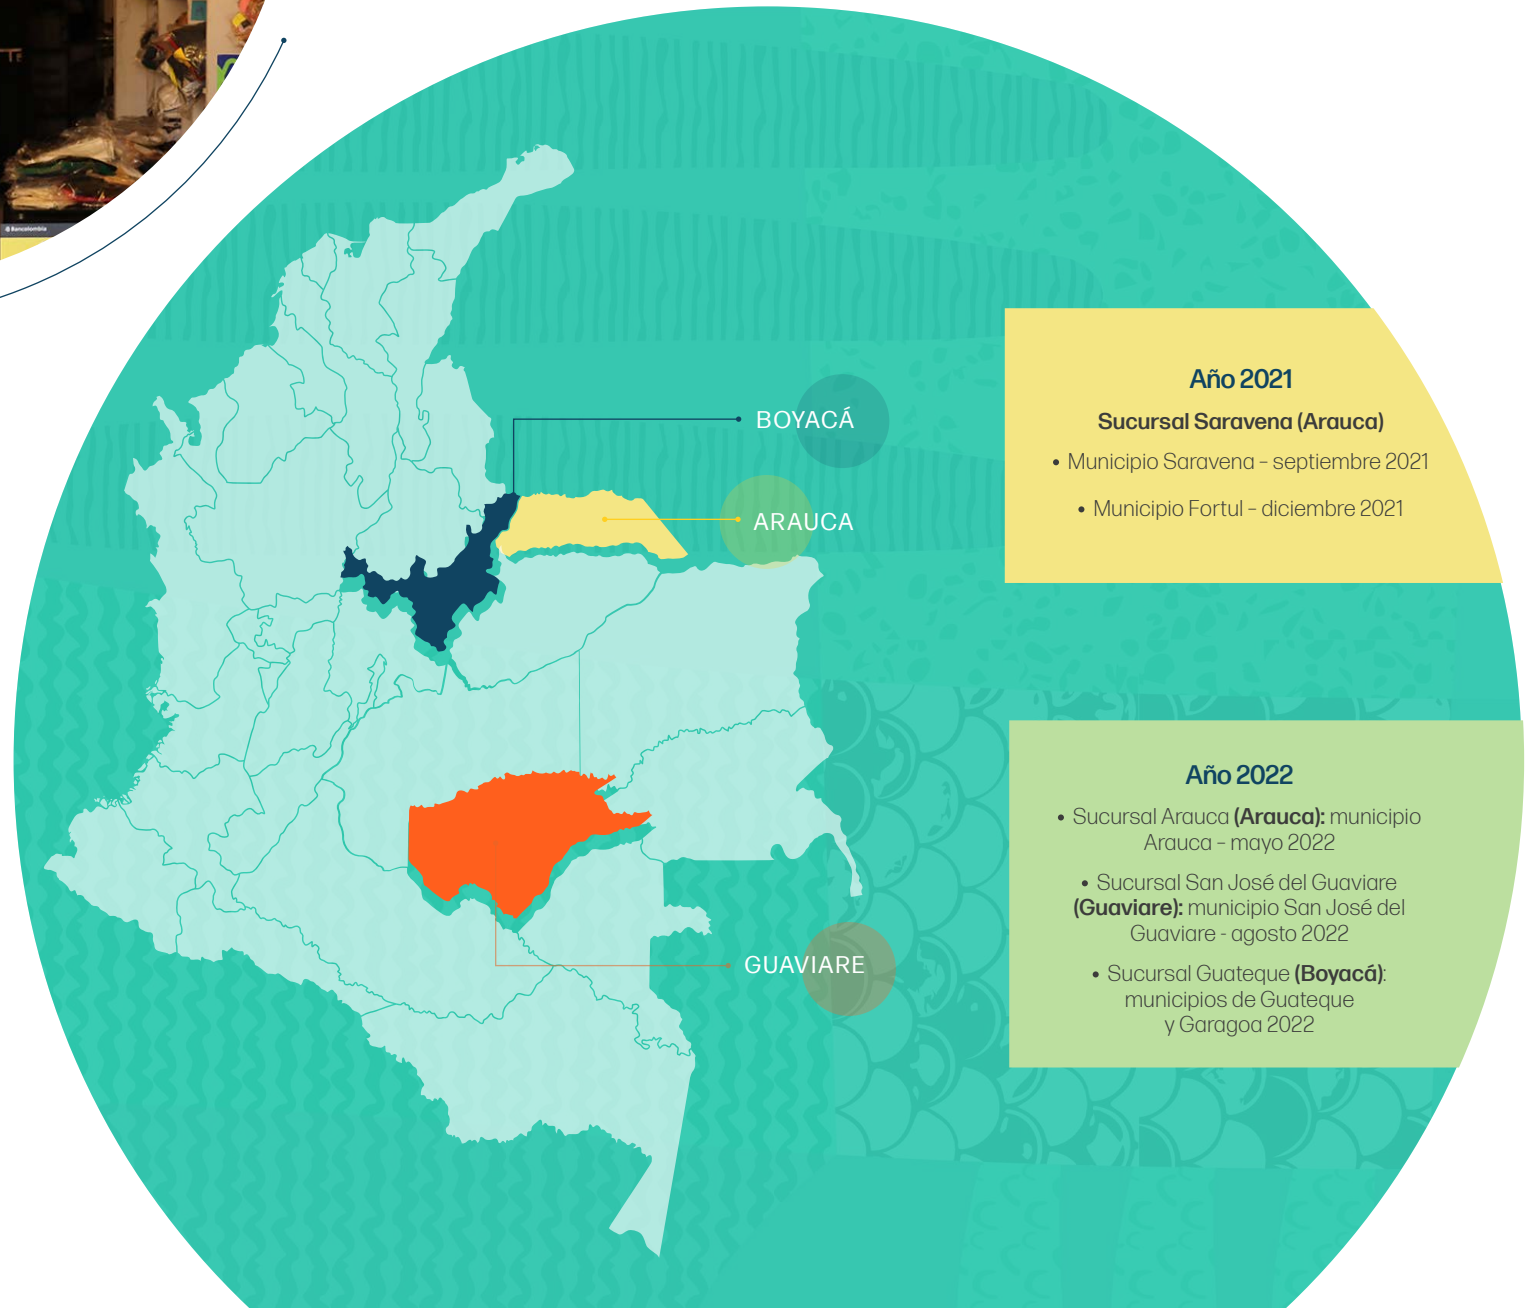 Bancolombia
BOYACÁ
ARAUCA
GUAVIARE
Año 2021
Sucursal Saravena (Arauca)
• Municipio Saravena – septiembre 2021
• Municipio Fortul – diciembre 2021
Año 2022
• Sucursal Arauca (Arauca): municipio
Arauca – mayo 2022
• Sucursal San José del Guaviare
(Guaviare): municipio San José del
Guaviare - agosto 2022
• Sucursal Guateque (Boyacá):
municipios de Guateque
y Garagoa 2022